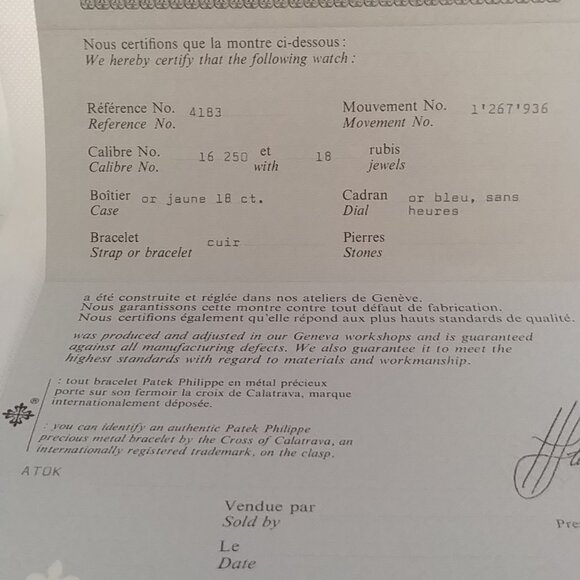 Nous certifions que la montre ci-dessous :
We hereby certify that the following watch :
Référence No. 4183 Mouvement No. 1'267'936
Reference No. Movement No.
Calibre No. 16 250 et 18 rubis
Calibre No. with jewels
Boîtier or jaune 18 ct. Cadran or bleu, sans
Case Dial heures
Bracelet cuir Pierres
Strap or bracelet Stones
a été construite et réglée dans nos ateliers de Genève.
Nous garantissons cette montre contre tout défaut de fabrication.
Nous certifions également qu'elle répond aux plus hauts standards de qualité.
was produced and adjusted in our Geneva workshops and is guaranteed
against all manufacturing defects. We also guarantee it to meet the
highest standards with regard to materials and workmanship.
: tout bracelet Patek Philippe en métal précieux
porte sur son fermoir la croix de Calatrava, marque
internationalement déposée.
®
: you can identify an authentic Patek Philippe
precious metal bracelet by the Cross of Calatrava, an
internationally registered trademark, on the clasp.
ATOK
Vendue par
Sold by
Pre
Le
Date